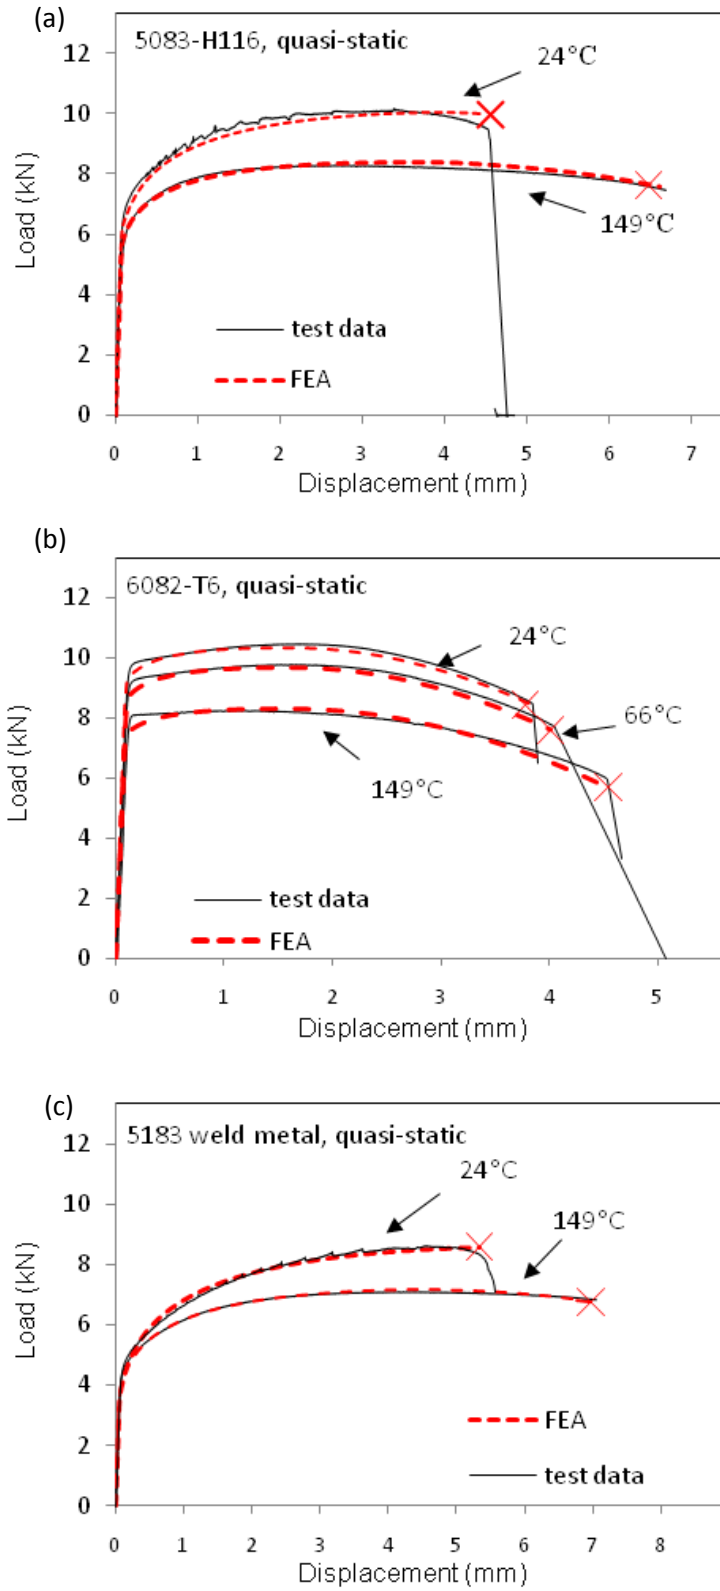 (a)
5083-H116, quasi-static
24°C
12
10
8
6
4
2
0
Load (kN)
149°C
test data
FEA
0 1 2 3 4 5 6 7
Displacement (mm)
(b)
6082-T6, quasi-static
24°C
66°C
149°C
12
10
8
6
4
2
0
Load (kN)
test data
FEA
0 1 2 3 4 5
Displacement (mm)
(c)
5183 weld metal, quasi-static
24°C
149°C
12
10
8
6
4
2
0
Load (kN)
FEA
test data
0 1 2 3 4 5 6 7 8
Displacement (mm)